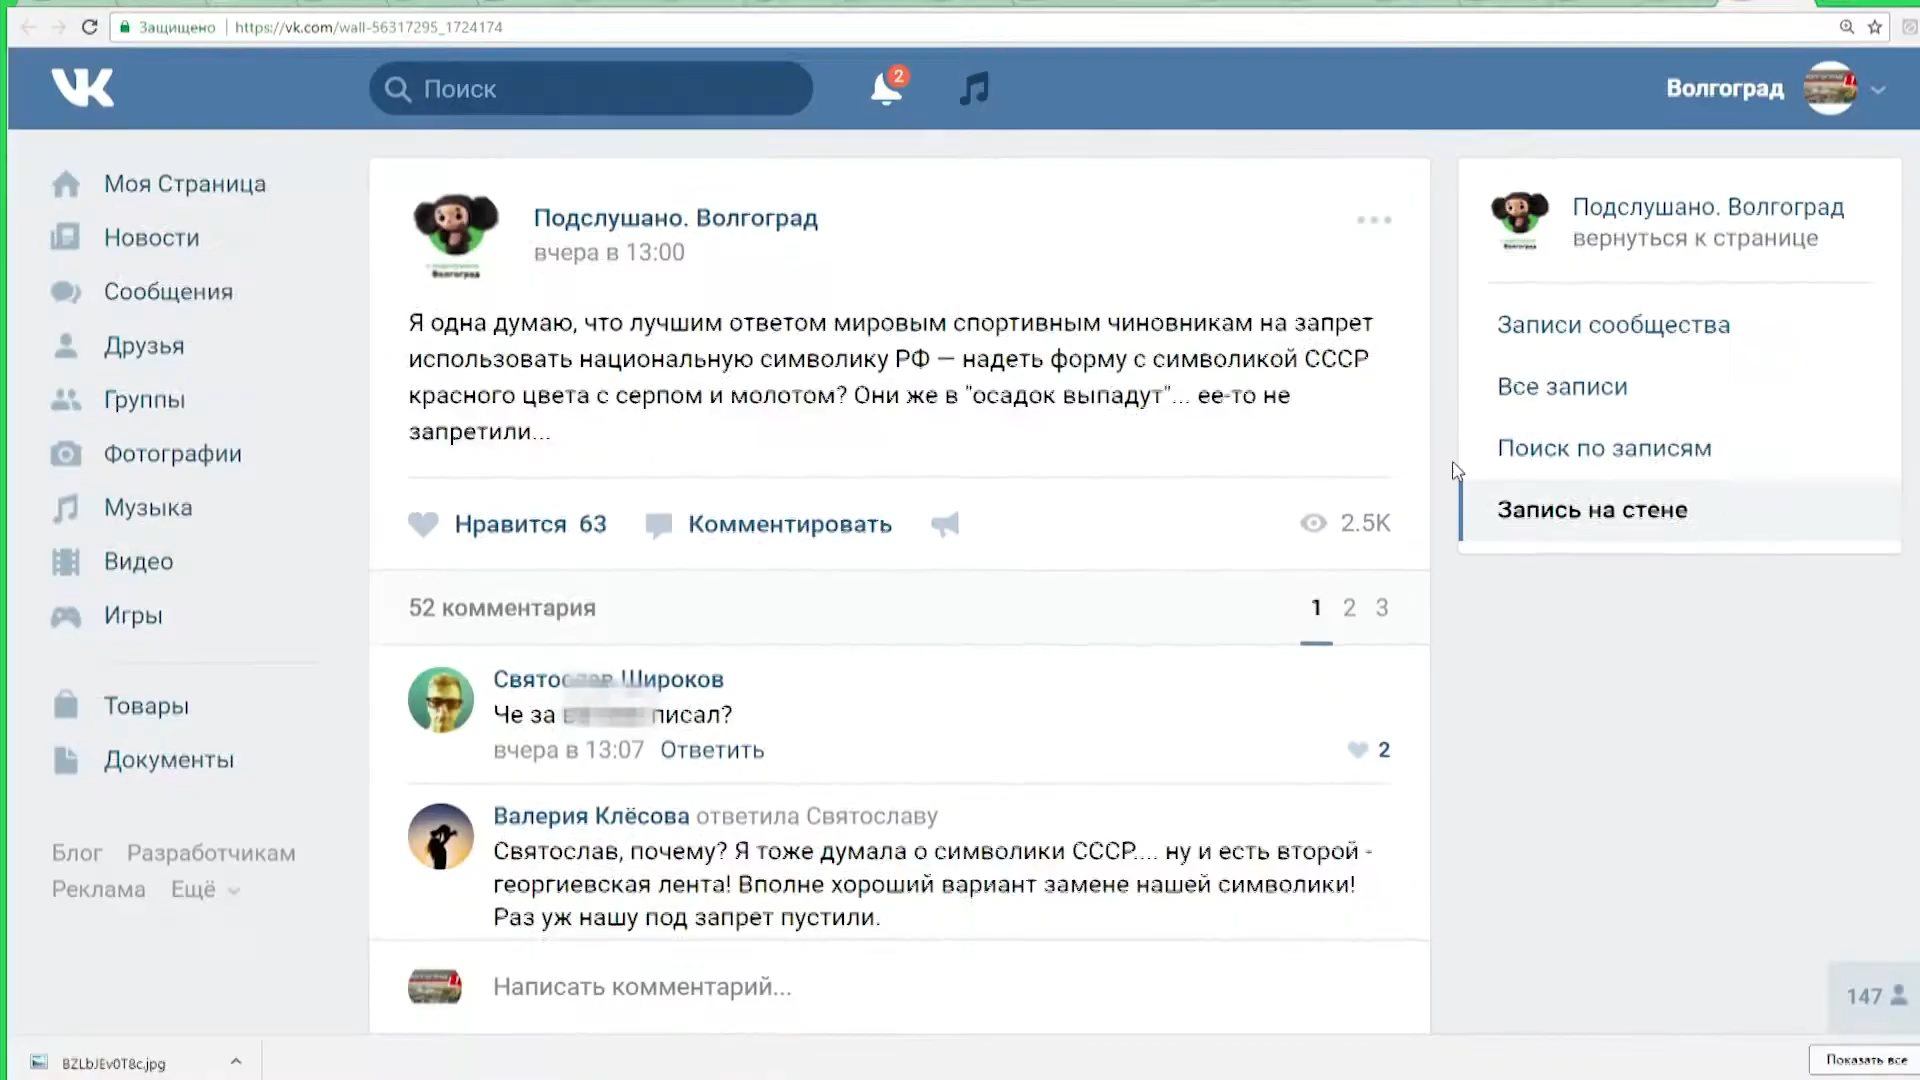 Защищено
https://vk.com/wall-56317295_1724174
Поиск
2
Волгоград
Моя Страница
Новости
Сообщения
Друзья
Группы
Фотографии
Музыка
Видео
Игры
Товары
Документы
Блог Разработчикам
Реклама Ещё
Подслушано. Волгоград
вчера в 13:00
Я одна думаю, что лучшим ответом мировым спортивным чиновникам на запрет
использовать национальную символику РФ — надеть форму с символикой СССР
красного цвета с серпом и молотом? Они же в "осадок выпадут"... ее-то не
запретили...
Нравится 63 Комментировать 2.5K
52 комментария 1 2 3
Святослав Широков
Че за писал?
вчера в 13:07 Ответить 2
Валерия Клёсова ответила Святославу
Святослав, почему? Я тоже думала о символики СССР.... ну и есть второй -
георгиевская лента! Вполне хороший вариант замене нашей символики!
Раз уж нашу под запрет пустили.
Написать комментарий...
Подслушано. Волгоград
вернуться к странице
Записи сообщества
Все записи
Поиск по записям
Запись на стене
147
BZLbJEv0T8c.jpg
Показать все